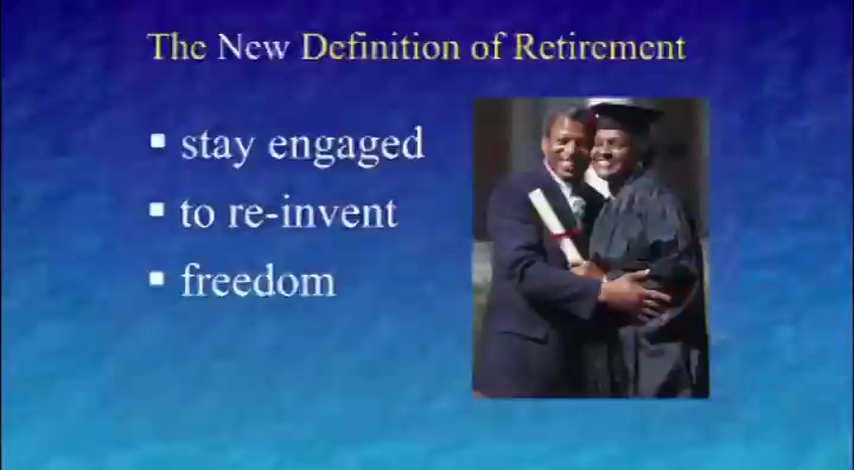 The New Definition of Retirement
stay engaged
to re-invent
freedom